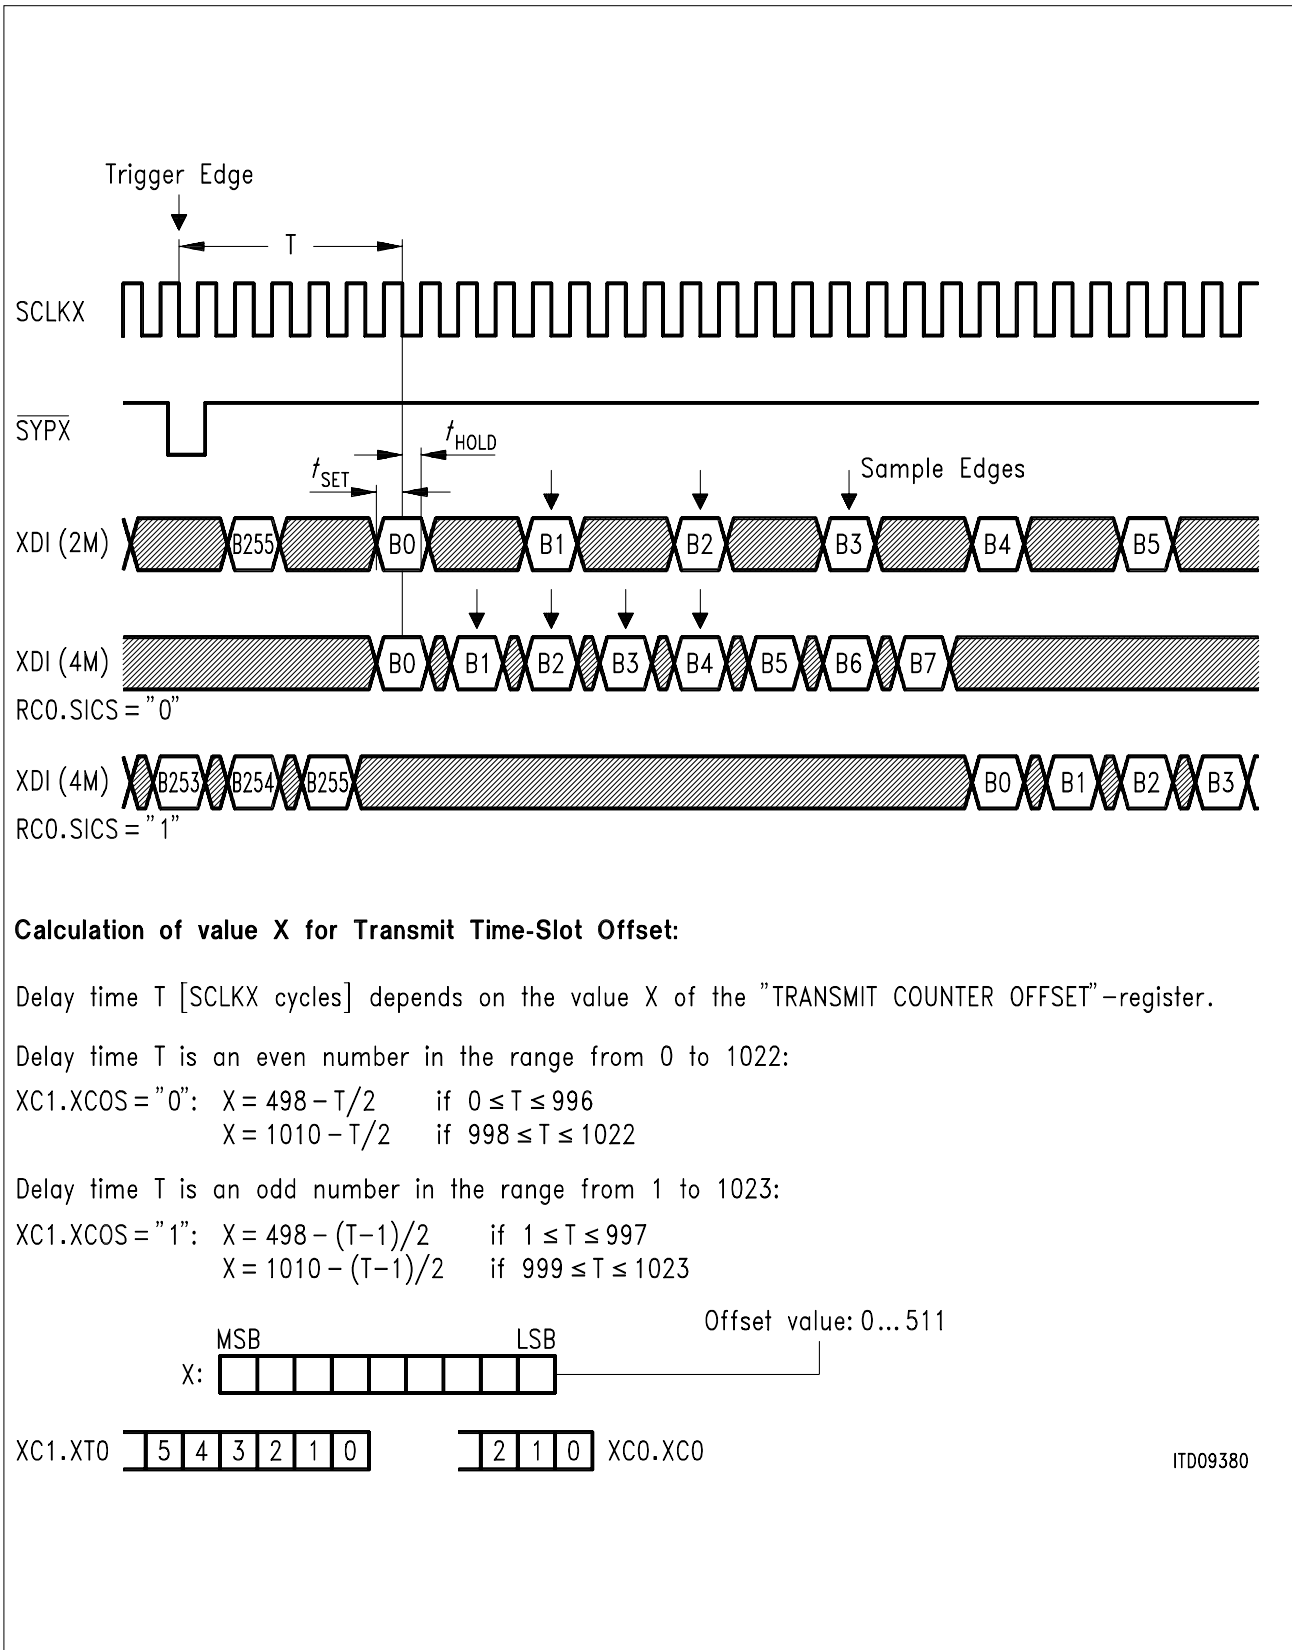 Trigger Edge
T
SCLKX
SYPX
tHOLD
tSET
Sample Edges
XDI (2M) B255 B0 B1 B2 B3 B4 B5
XDI (4M) B0 B1 B2 B3 B4 B5 B6 B7
RC0.SICS = "0"
XDI (4M) B253 B254 B255 B0 B1 B2 B3
RC0.SICS = "1"
Calculation of value X for Transmit Time-Slot Offset:
Delay time T [SCLKX cycles] depends on the value X of the "TRANSMIT COUNTER OFFSET"-register.
Delay time T is an even number in the range from 0 to 1022:
XC1.XCOS = "0": X = 498 – T/2 if 0 ≤ T ≤ 996
X = 1010 – T/2 if 998 ≤ T ≤ 1022
Delay time T is an odd number in the range from 1 to 1023:
XC1.XCOS = "1": X = 498 – (T–1)/2 if 1 ≤ T ≤ 997
X = 1010 – (T–1)/2 if 999 ≤ T ≤ 1023
Offset value: 0...511
MSB LSB
X:
XC1.XTO 5 4 3 2 1 0 2 1 0 XC0.XCO
ITD09380